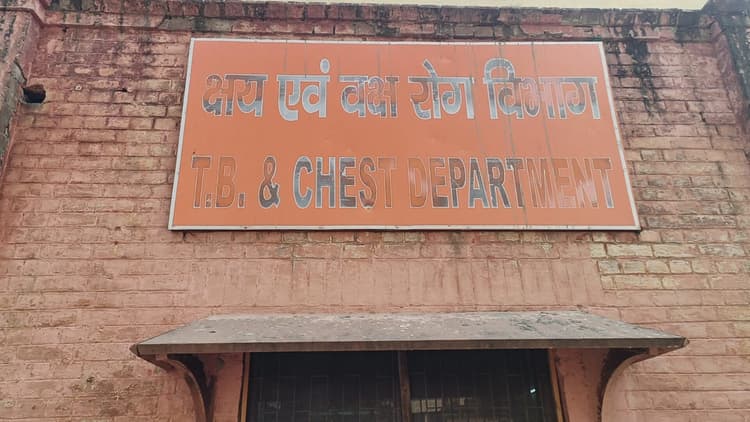 क्षय एवं वक्ष रोग विभाग
T.B. & CHEST DEPARTMENT